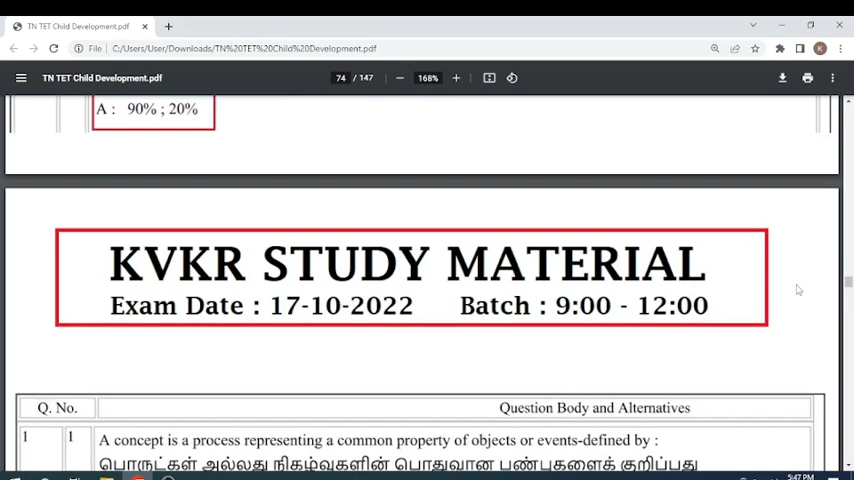 TN TET Child Development.pdf
File
C:/Users/User/Downloads/TN%20TET%20Child%20Development.pdf
K
TN TET Child Development.pdf
74 / 147
168%
A : 90% ; 20%
KVKR STUDY MATERIAL
Exam Date : 17-10-2022 Batch : 9:00 - 12:00
Q. No. Question Body and Alternatives
1 1 A concept is a process representing a common property of objects or events-defined by :
பொருட்கள் அல்லது நிகழ்வுகளின் பொதுவான பண்புகளைக் குறிப்பது
5:47 PM